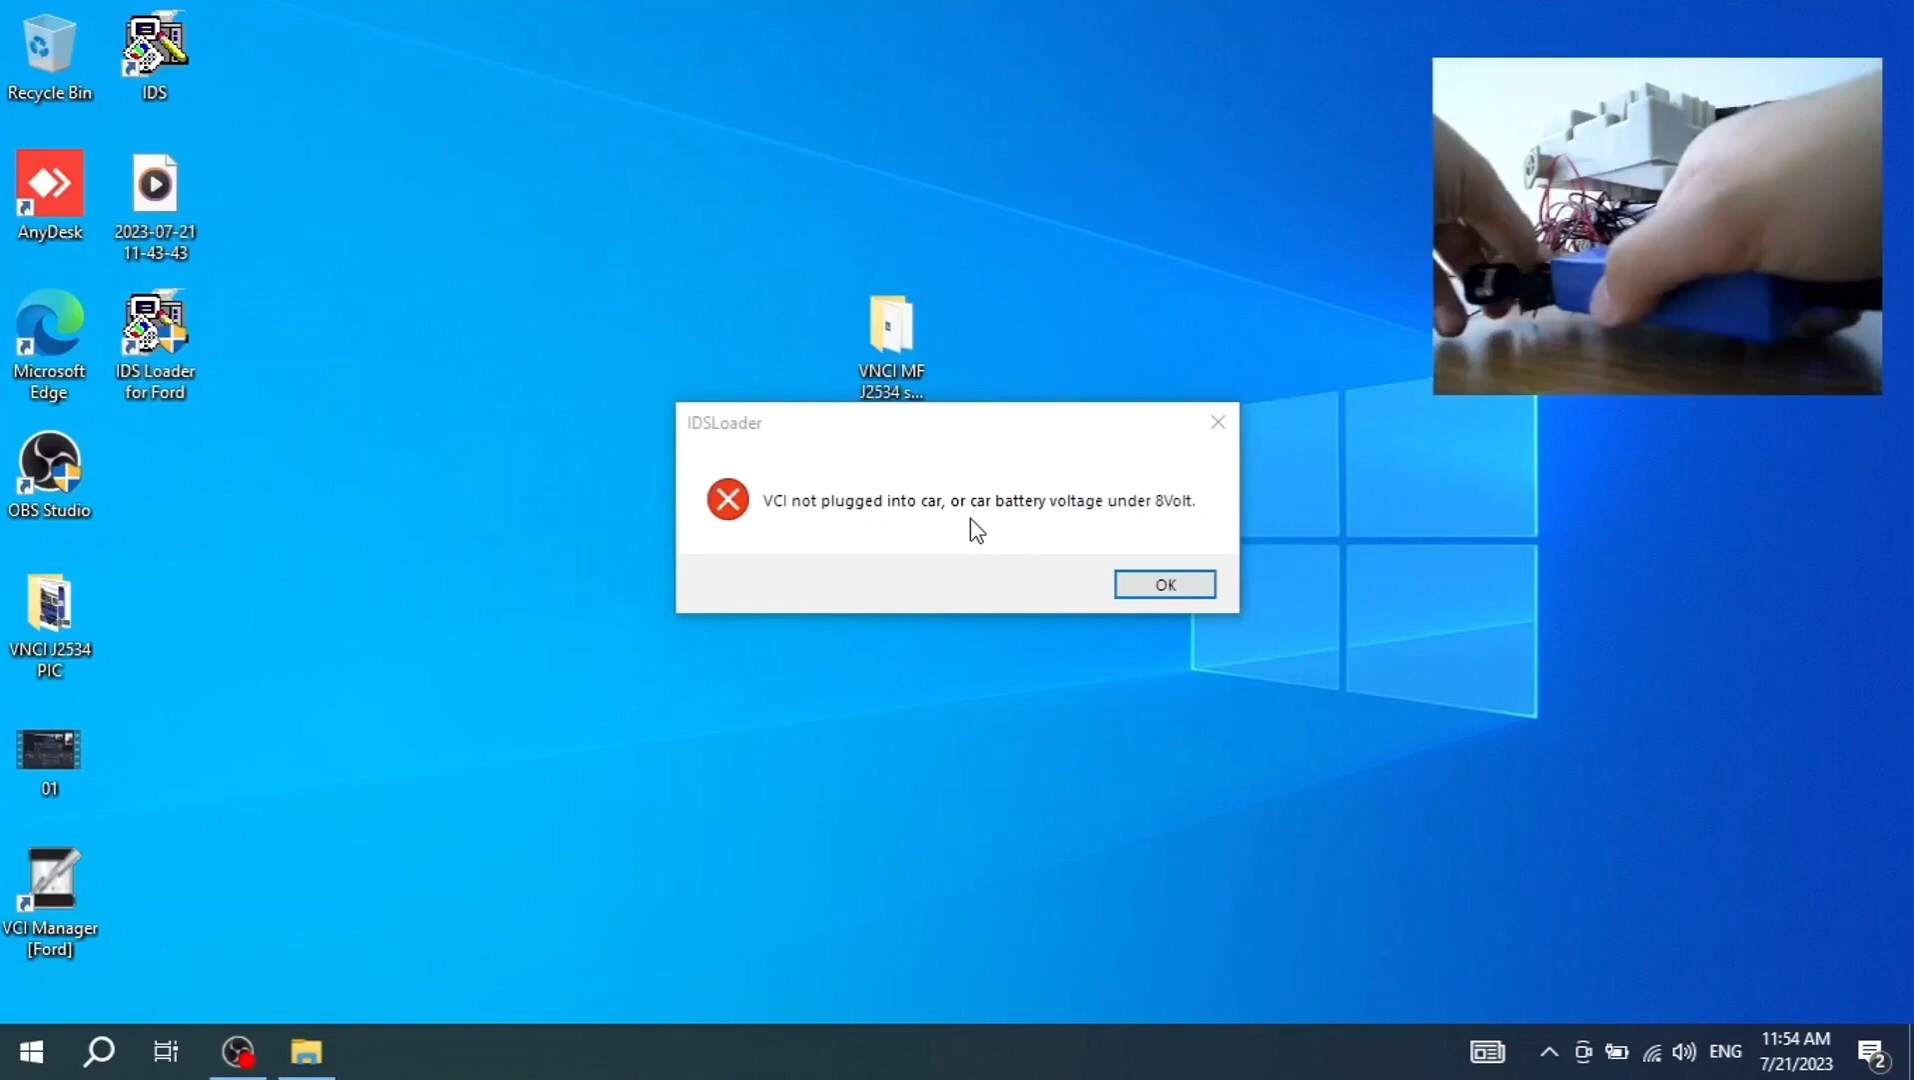 Recycle Bin
IDS
AnyDesk
2023-07-21
11-43-43
Microsoft
Edge
IDS Loader
for Ford
VNCI MF
J2534 s...
OBS Studio
VNCI J2534
PIC
01
VCI Manager
[Ford]
IDSLoader
VCI not plugged into car, or car battery voltage under 8Volt.
OK
ENG
11:54 AM
7/21/2023
2